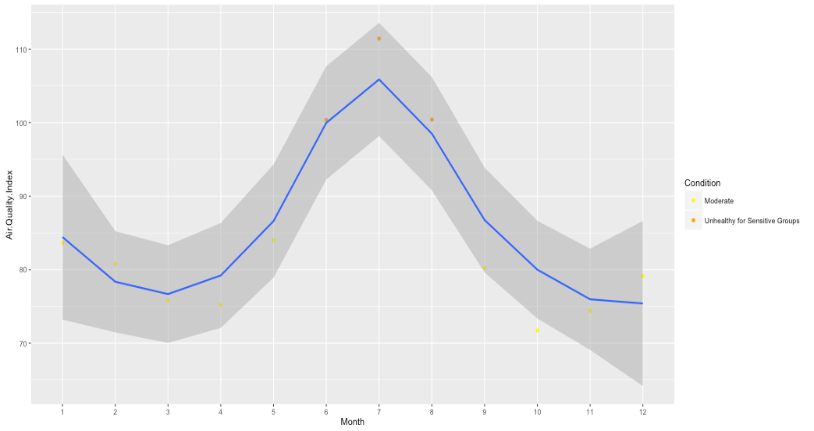 110
100
90
80
70
Air.Quality.Index
1 2 3 4 5 6 7 8 9 10 11 12
Month
Condition
Moderate
Unhealthy for Sensitive Groups